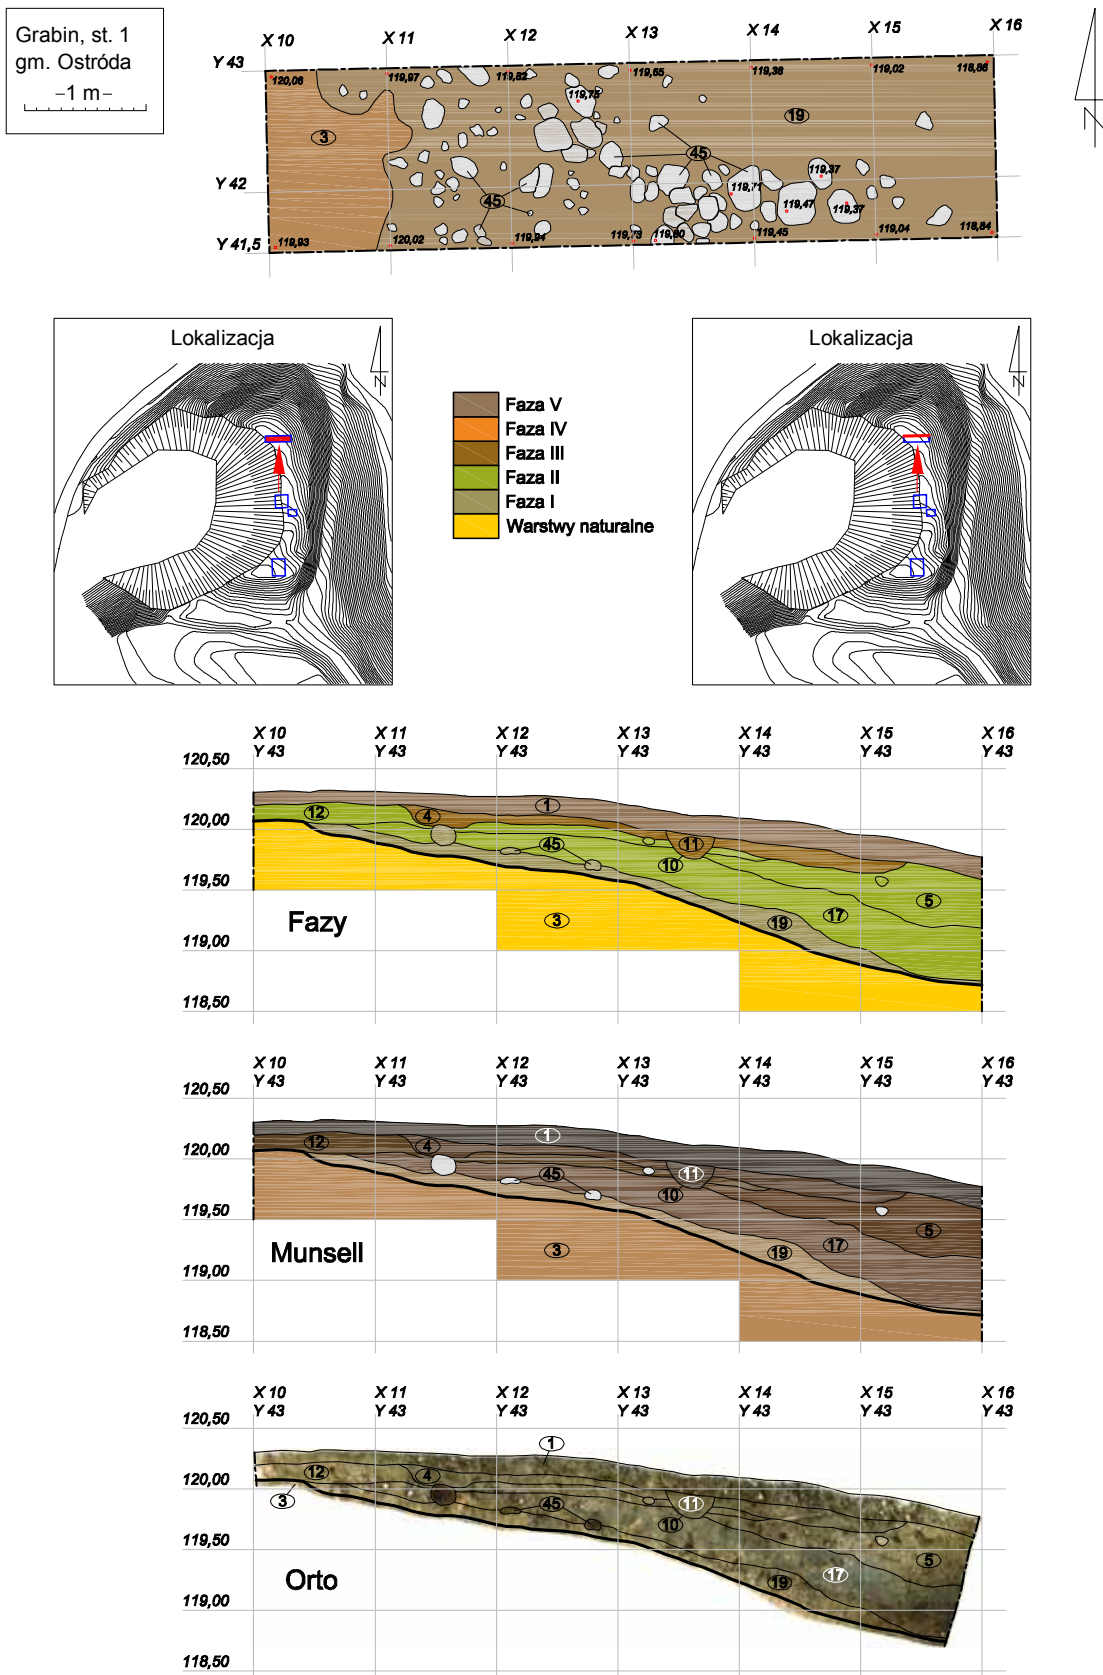 Grabin, st. 1
gm. Ostróda
1 m
X 10 X 11 X 12 X 13 X 14 X 15 X 16
N
Y 43
120,06 119,97 119,82 119,65 119,38 119,02 118,86
119,75
19
3
45
119,37
Y 42
119,71
45
119,47 119,37
Y 41,5
119,93 120,02 119,94 119,73 119,80 119,45 119,04 118,84
Lokalizacja
N
Lokalizacja
N
Faza V
Faza IV
Faza III
Faza II
Faza I
Warstwy naturalne
X 10 X 11 X 12 X 13 X 14 X 15 X 16
Y 43 Y 43 Y 43 Y 43 Y 43 Y 43 Y 43
120,50
1
12 4
120,00
45 11
10
119,50
5
17
Fazy 3 19
119,00
118,50
X 10 X 11 X 12 X 13 X 14 X 15 X 16
Y 43 Y 43 Y 43 Y 43 Y 43 Y 43 Y 43
120,50
1
12 4
120,00
45 11
10
119,50
5
17
Munsell 3 19
119,00
118,50
X 10 X 11 X 12 X 13 X 14 X 15 X 16
Y 43 Y 43 Y 43 Y 43 Y 43 Y 43 Y 43
120,50
1
12 4
120,00
3 45 11
10
119,50
5
17
Orto 19
119,00
118,50